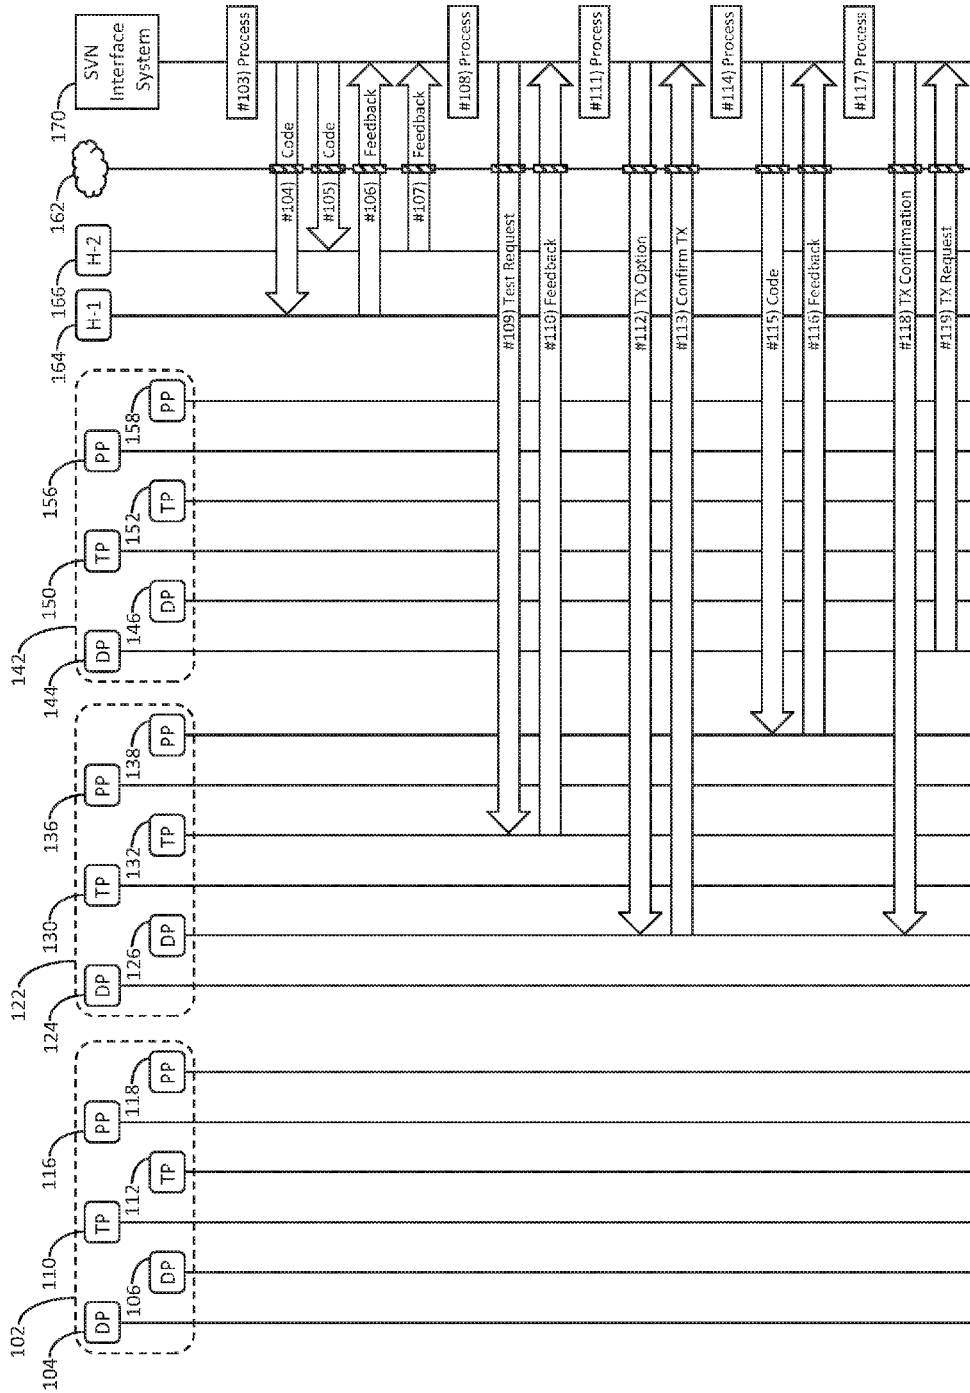 102
104
DP
106
DP
110
TP
112
TP
116
PP
118
PP
122
124
DP
126
DP
130
TP
132
TP
136
PP
138
PP
142
144
DP
146
DP
150
TP
152
TP
156
PP
158
PP
164
H-1
166
H-2
162
170
SVN
Interface
System
#103) Process
#104) Code
#105) Code
#106) Feedback
#107) Feedback
#108) Process
#109) Test Request
#110) Feedback
#111) Process
#112) TX Option
#113) Confirm TX
#114) Process
#115) Code
#116) Feedback
#117) Process
#118) TX Confirmation
#119) TX Request